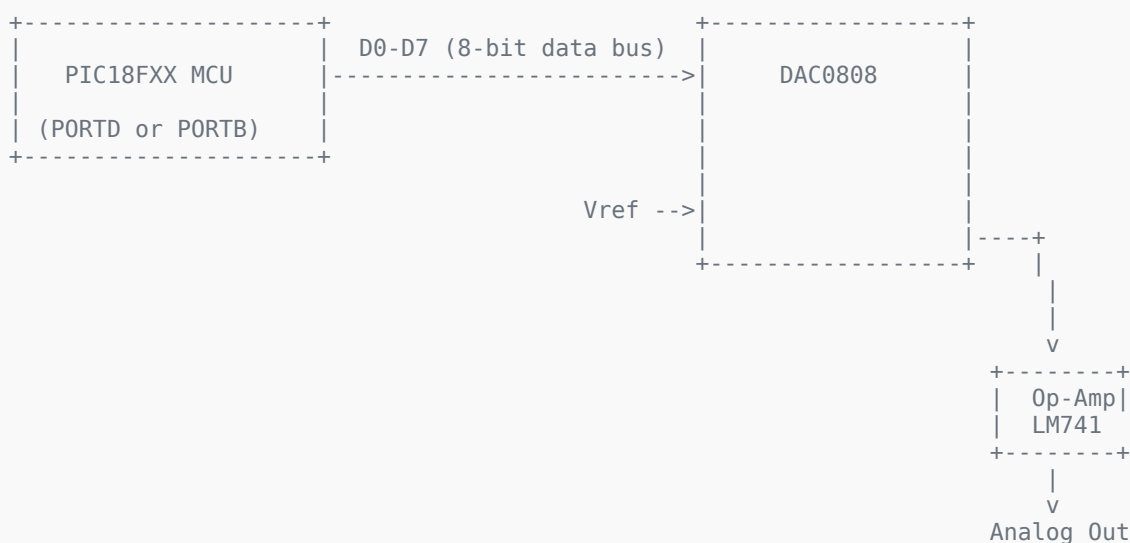 D0-D7 (8-bit data bus)
PIC18FXX MCU
DAC0808
(PORTD or PORTB)
Vref -->
Op-Amp
LM741
v
Analog Out